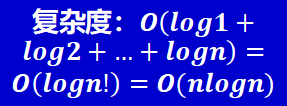 复杂度：O(log1 +
log2 + ... + logn) =
O(logn!) = O(nlogn)